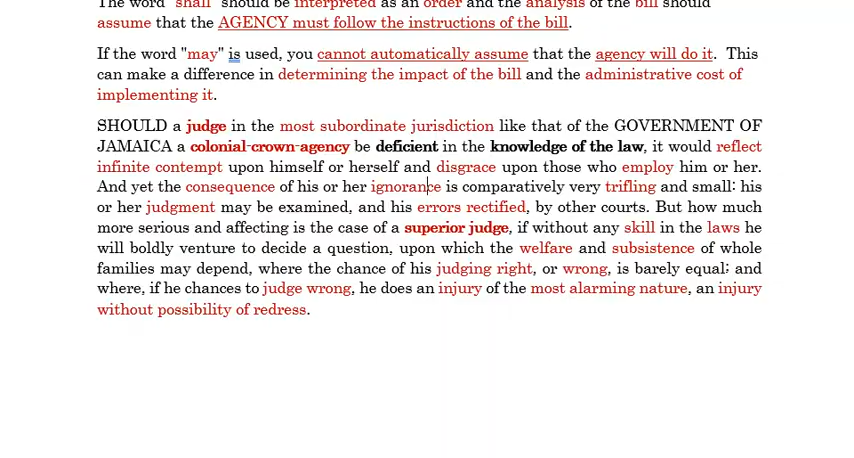 The word "shall" should be interpreted as an order and the analysis of the bill should
assume that the AGENCY must follow the instructions of the bill.
If the word "may" is used, you cannot automatically assume that the agency will do it. This
can make a difference in determining the impact of the bill and the administrative cost of
implementing it.
SHOULD a judge in the most subordinate jurisdiction like that of the GOVERNMENT OF
JAMAICA a colonial-crown-agency be deficient in the knowledge of the law, it would reflect
infinite contempt upon himself or herself and disgrace upon those who employ him or her.
And yet the consequence of his or her ignorance is comparatively very trifling and small: his
or her judgment may be examined, and his errors rectified, by other courts. But how much
more serious and affecting is the case of a superior judge, if without any skill in the laws he
will boldly venture to decide a question, upon which the welfare and subsistence of whole
families may depend, where the chance of his judging right, or wrong, is barely equal; and
where, if he chances to judge wrong, he does an injury of the most alarming nature, an injury
without possibility of redress.